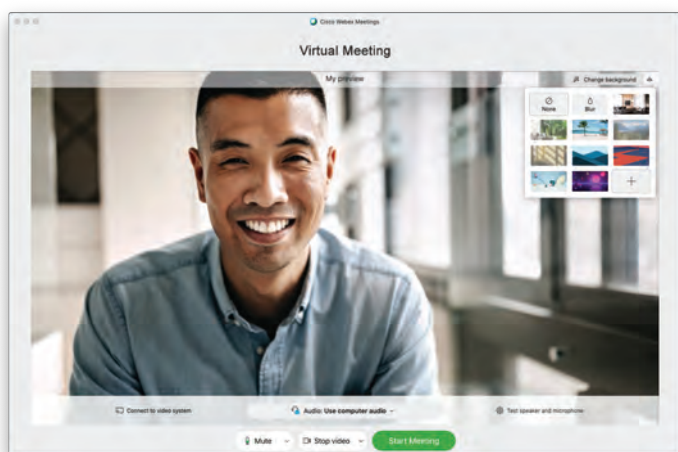 Cisco Webex Meetings
Virtual Meeting
My preview
Change background
None
Blur
Connect to video system
Audio: Use computer audio
Test speaker and microphone
Mute
Stop video
Start Meeting